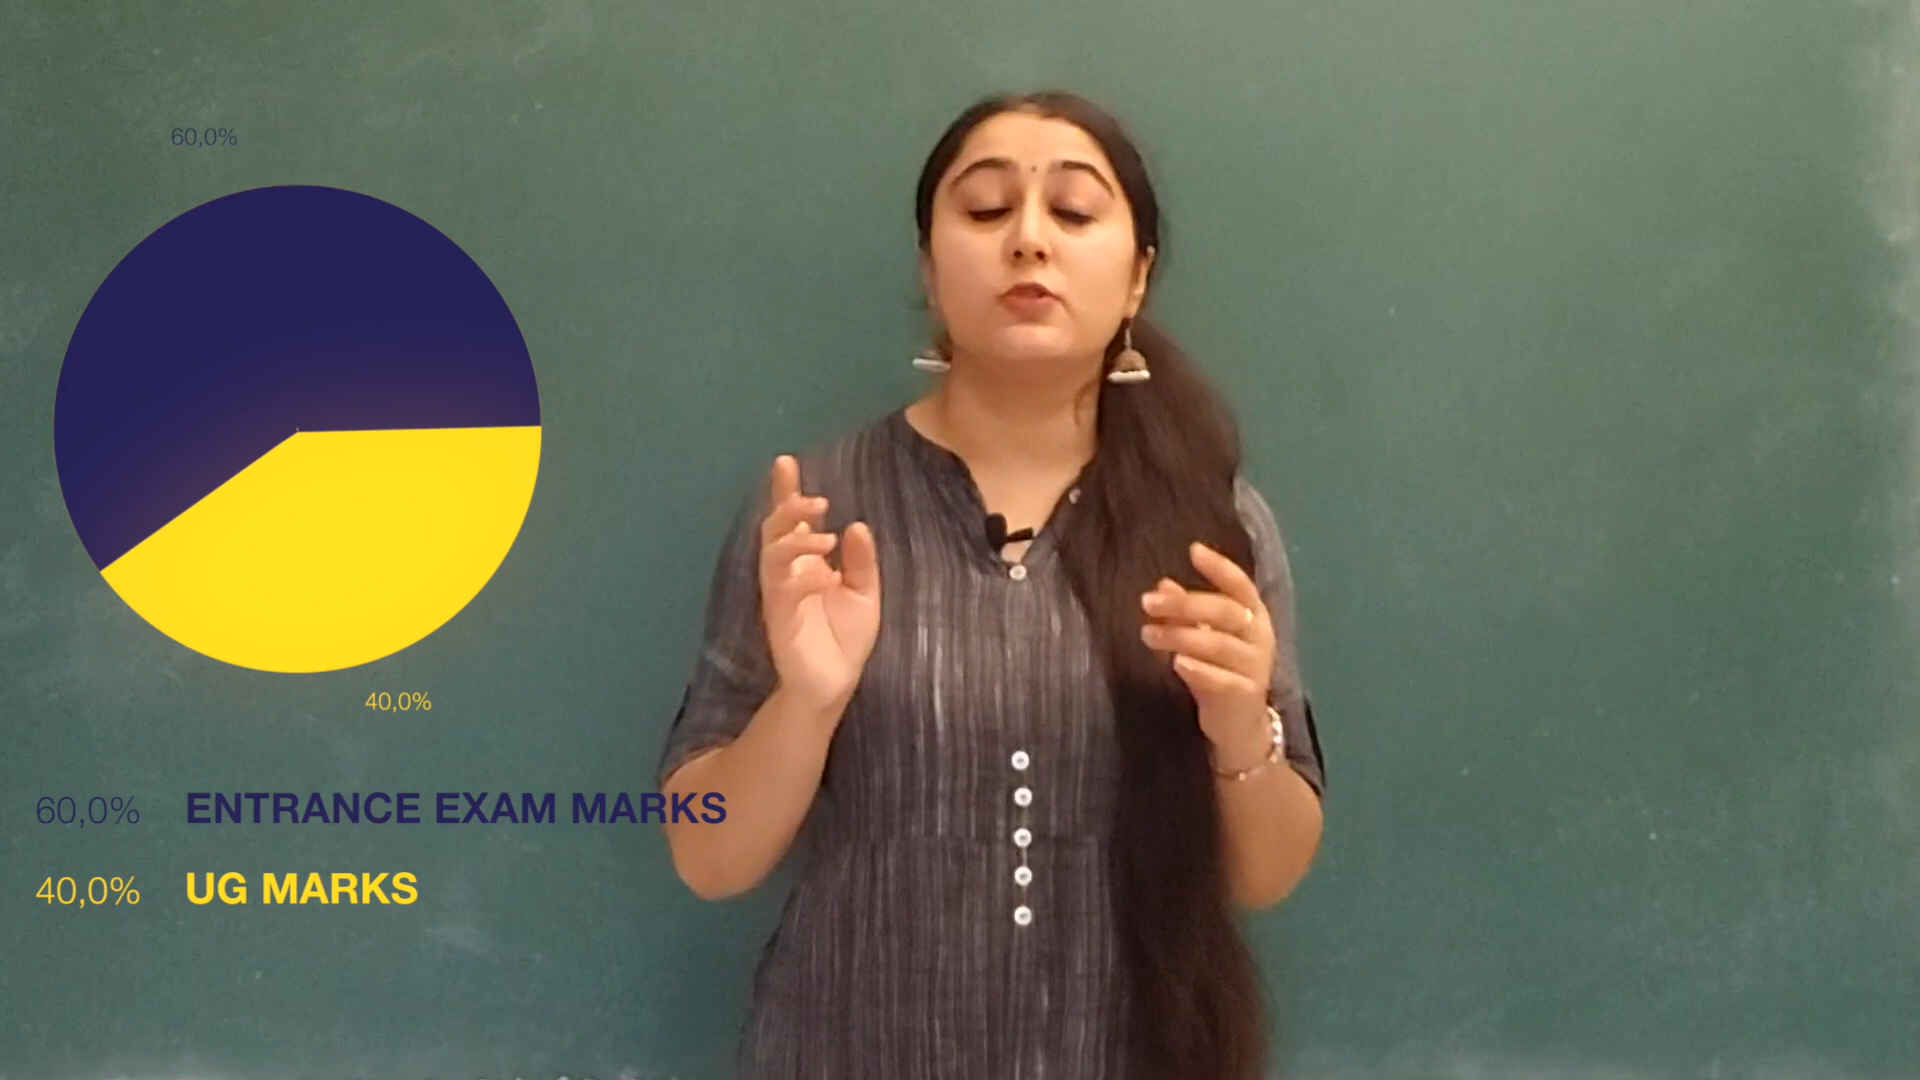 60,0%
40,0%
60,0% ENTRANCE EXAM MARKS
40,0% UG MARKS